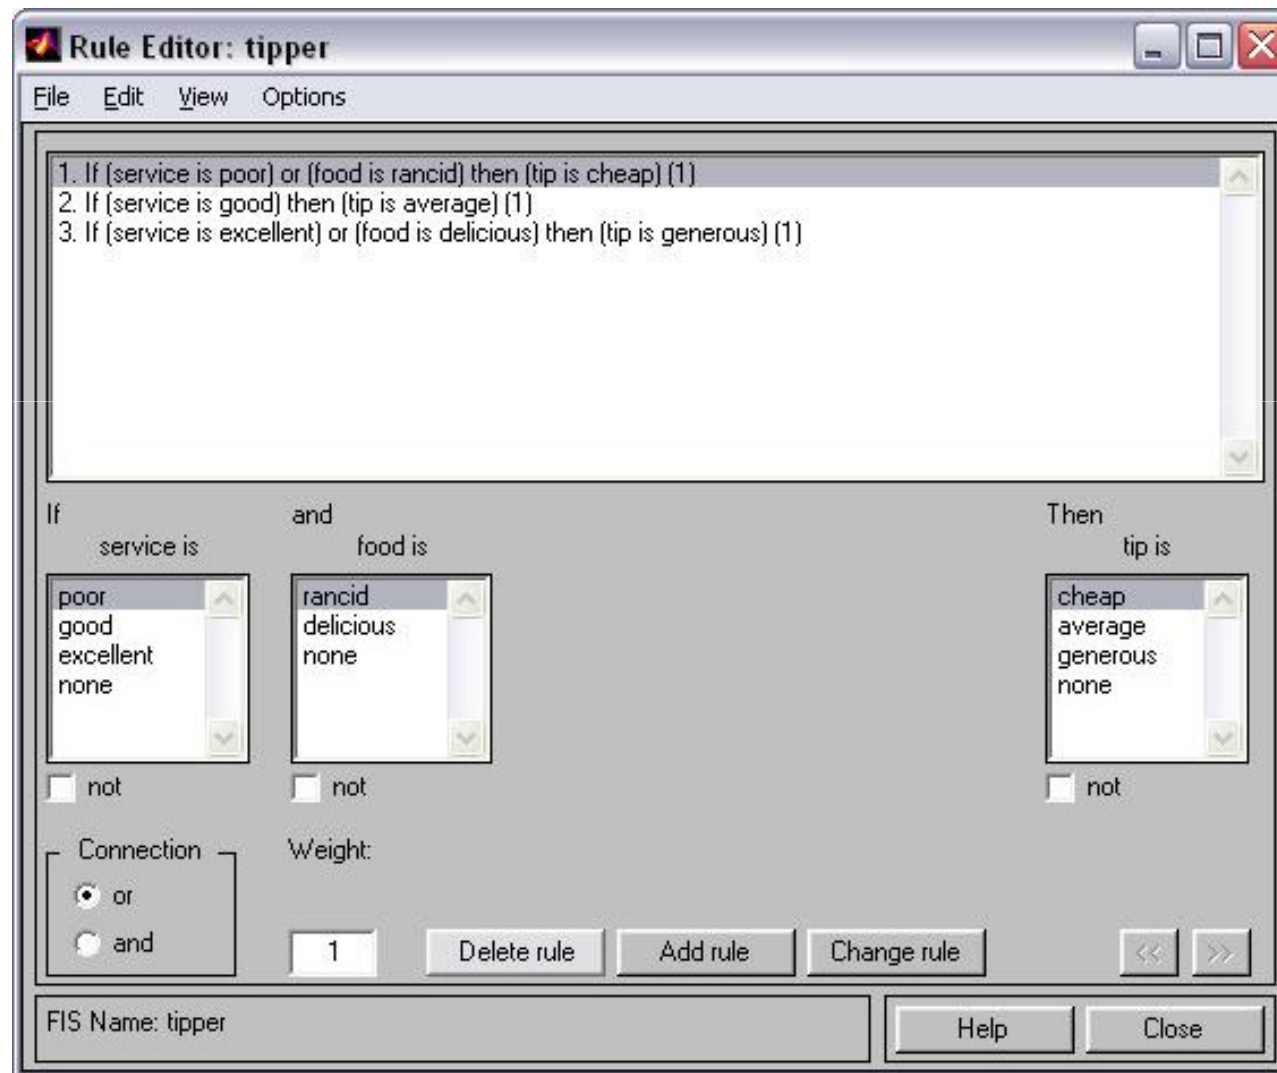 Rule Editor: tipper
File Edit View Options
1. If (service is poor) or (food is rancid) then (tip is cheap) (1)
2. If (service is good) then (tip is average) (1)
3. If (service is excellent) or (food is delicious) then (tip is generous) (1)
If and Then
service is food is tip is
poor rancid cheap
good delicious average
excellent none generous
none none
not not not
Connection Weight:
or
and 1 Delete rule Add rule Change rule << >>
FIS Name: tipper Help Close